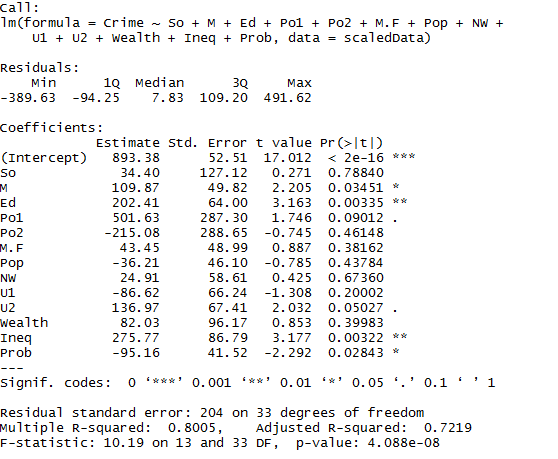 Call:
lm(formula = Crime ~ So + M + Ed + Po1 + Po2 + M.F + Pop + NW +
    U1 + U2 + Wealth + Ineq + Prob, data = scaledData)
Residuals:
    Min      1Q  Median      3Q     Max
-389.63  -94.25    7.83  109.20  491.62
Coefficients:
            Estimate Std. Error t value Pr(>|t|)
(Intercept)   893.38      52.51  17.012  < 2e-16 ***
So             34.40     127.12   0.271  0.78840
M             109.87      49.82   2.205  0.03451 *
Ed            202.41      64.00   3.163  0.00335 **
Po1           501.63     287.30   1.746  0.09012 .
Po2          -215.08     288.65  -0.745  0.46148
M.F            43.45      48.99   0.887  0.38162
Pop           -36.21      46.10  -0.785  0.43784
NW             24.91      58.61   0.425  0.67360
U1            -86.62      66.24  -1.308  0.20002
U2            136.97      67.41   2.032  0.05027 .
Wealth         82.03      96.17   0.853  0.39983
Ineq          275.77      86.79   3.177  0.00322 **
Prob          -95.16      41.52  -2.292  0.02843 *
---
Signif. codes:  0 ‘***’ 0.001 ‘**’ 0.01 ‘*’ 0.05 ‘.’ 0.1 ‘ ’ 1
Residual standard error: 204 on 33 degrees of freedom
Multiple R-squared:  0.8005,    Adjusted R-squared:  0.7219
F-statistic: 10.19 on 13 and 33 DF,  p-value: 4.088e-08